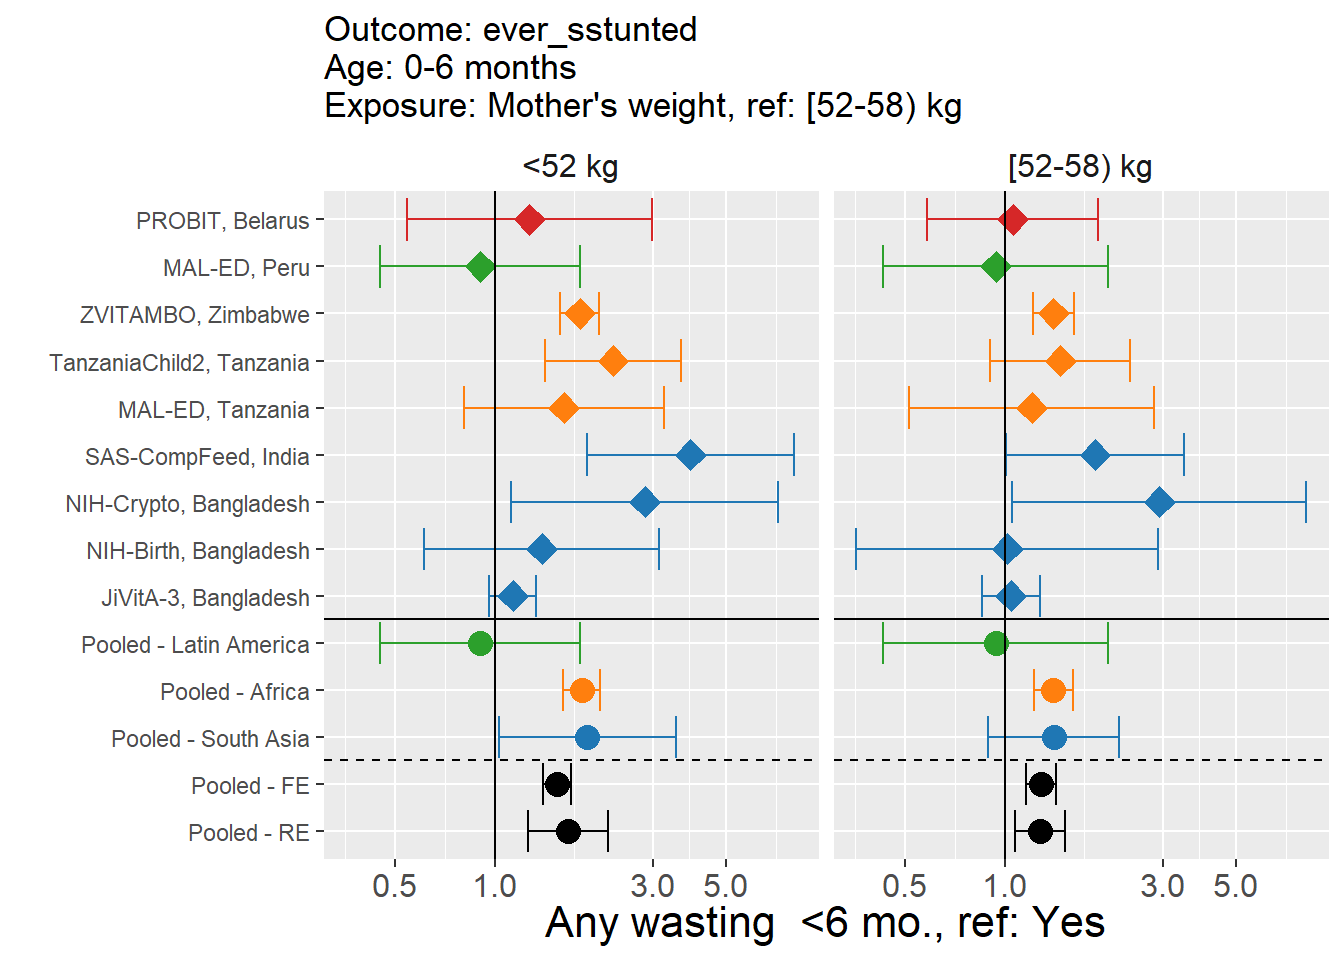 Outcome: ever_sstunted
Age: 0-6 months
Exposure: Mother's weight, ref: [52-58) kg
<52 kg
[52-58) kg
PROBIT, Belarus
MAL-ED, Peru
ZVITAMBO, Zimbabwe
TanzaniaChild2, Tanzania
MAL-ED, Tanzania
SAS-CompFeed, India
NIH-Crypto, Bangladesh
NIH-Birth, Bangladesh
JiVitA-3, Bangladesh
Pooled - Latin America
Pooled - Africa
Pooled - South Asia
Pooled - FE
Pooled - RE
0.5 1.0 3.0 5.0
0.5 1.0 3.0 5.0
Any wasting  <6 mo., ref: Yes